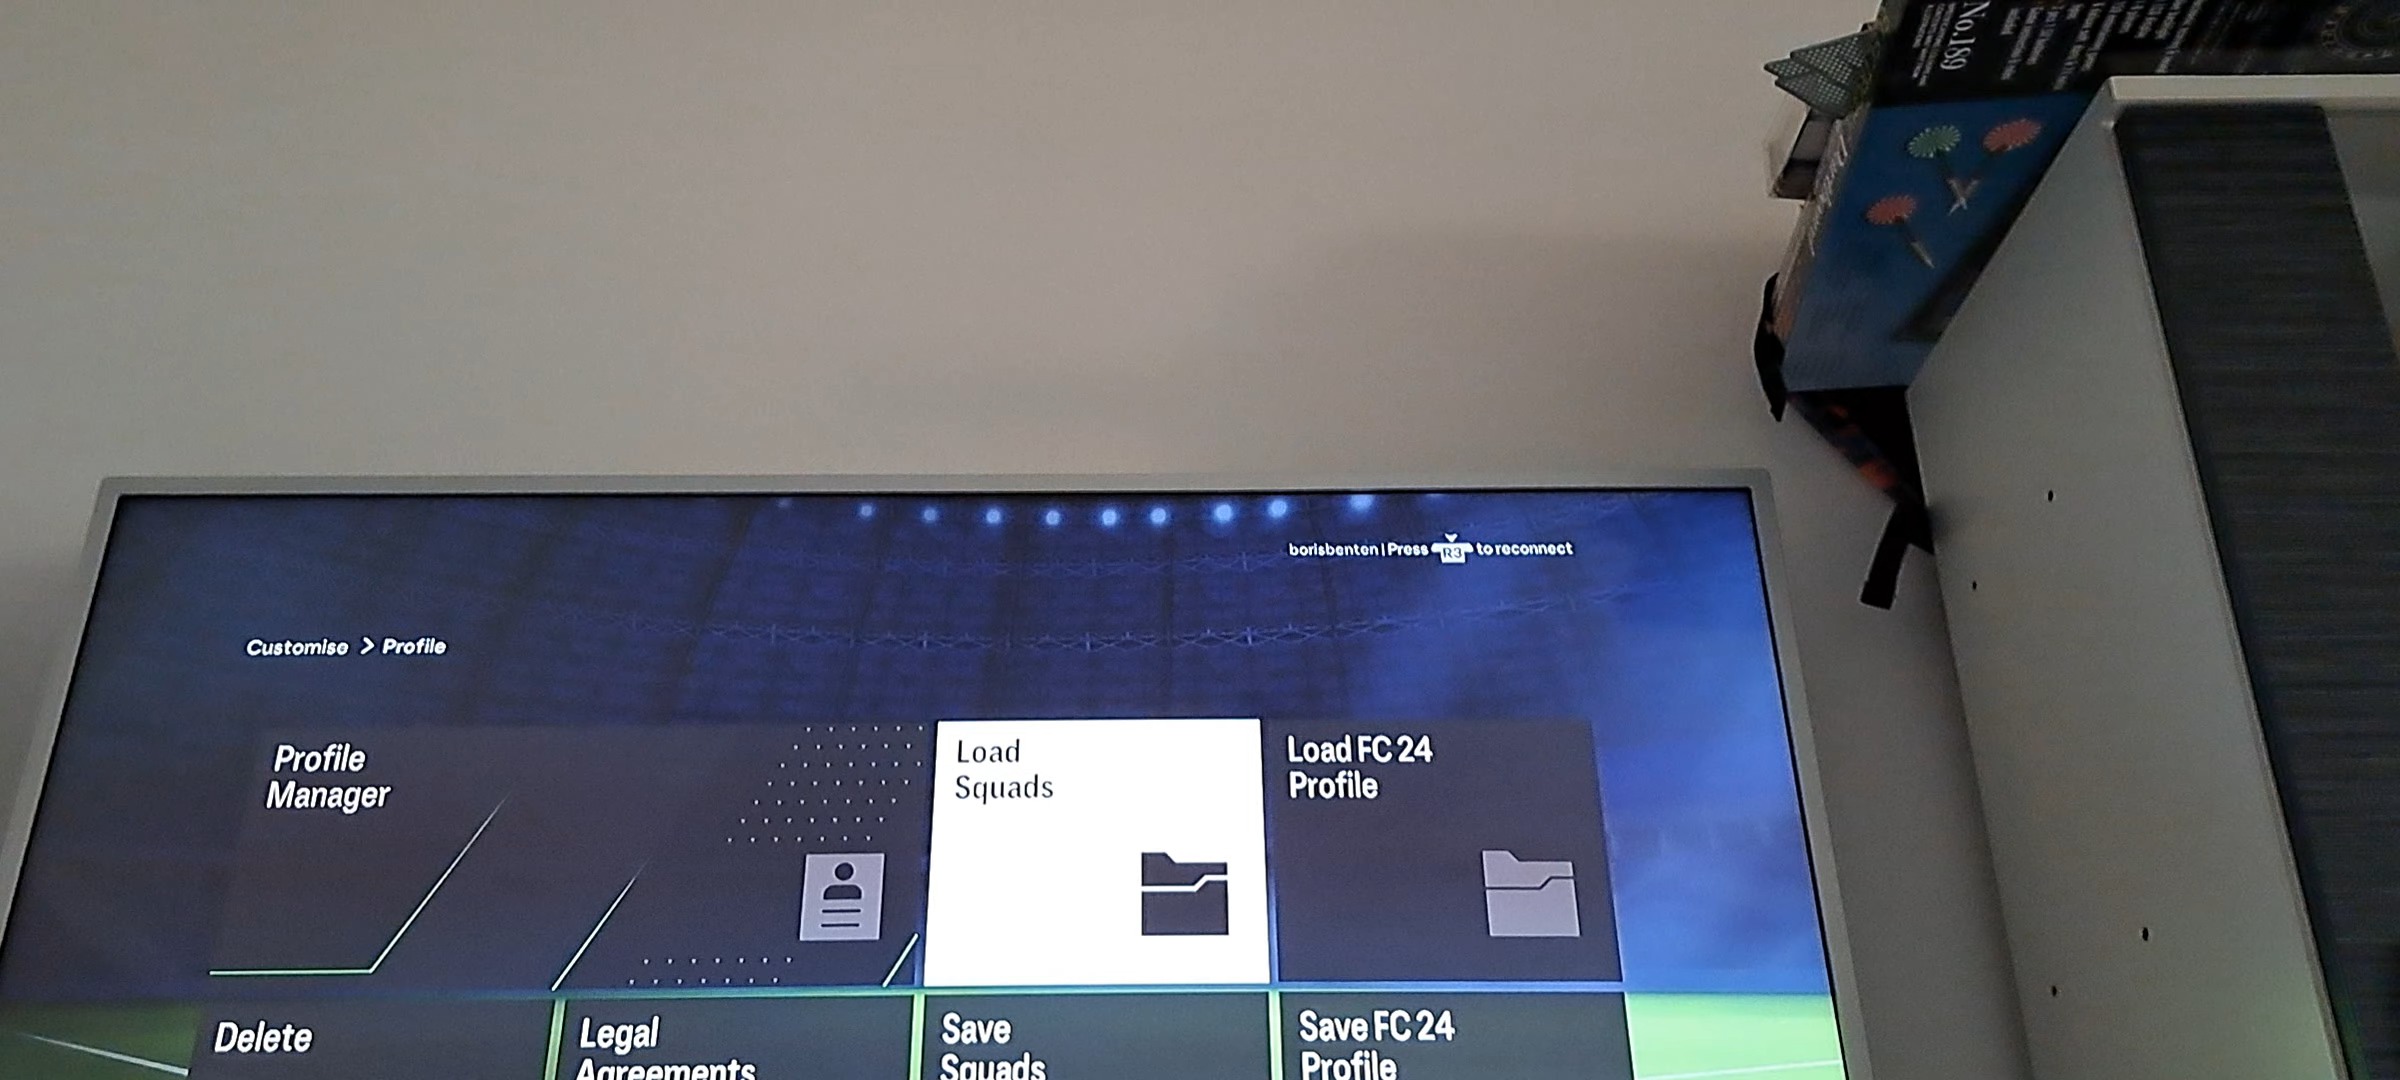 No.189
borisbenton | Press R3 to reconnect
Customise > Profile
Profile
Manager
Load
Squads
Load FC 24
Profile
Delete
Legal
Agreements
Save
Squads
Save FC 24
Profile